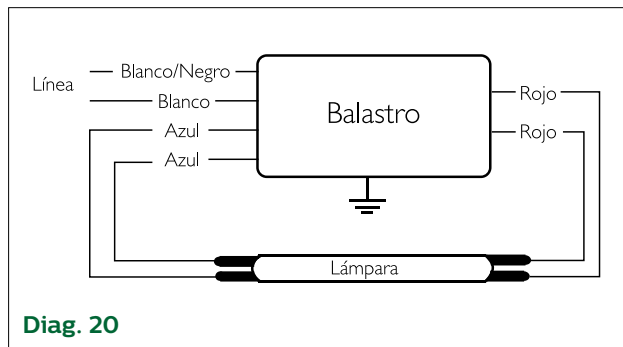 Línea
Blanco/Negro
Blanco
Azul
Azul
Balastro
Rojo
Rojo
Lámpara
Diag. 20